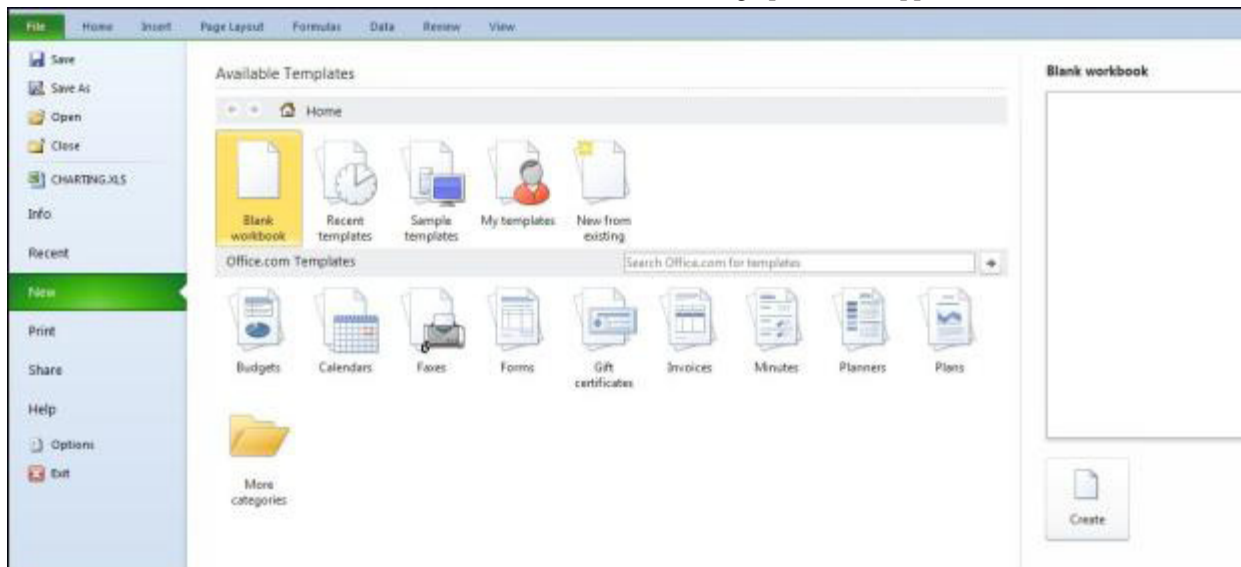 File Home Insert Page Layout Formulas Data Review View
Save
Save As
Open
Close
CHARTING.XLS
Info
Recent
New
Print
Share
Help
Options
Exit
Available Templates
Home
Blank workbook
Recent templates
Sample templates
My templates
New from existing
Office.com Templates
Search Office.com for templates
Budgets
Calendars
Faxes
Forms
Gift certificates
Invoices
Minutes
Planners
Plans
More categories
Blank workbook
Create